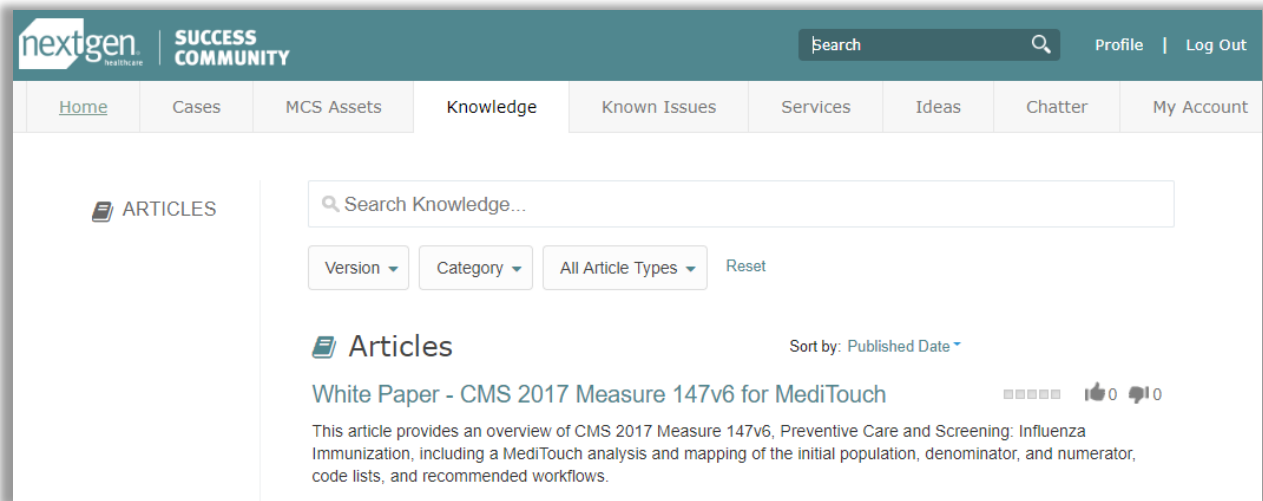 nextgen.
healthcare
SUCCESS
COMMUNITY
Search
Profile | Log Out
Home Cases MCS Assets Knowledge Known Issues Services Ideas Chatter My Account
ARTICLES
Search Knowledge...
Version Category All Article Types Reset
Articles
Sort by: Published Date
White Paper - CMS 2017 Measure 147v6 for MediTouch
0 0
This article provides an overview of CMS 2017 Measure 147v6, Preventive Care and Screening: Influenza
Immunization, including a MediTouch analysis and mapping of the initial population, denominator, and numerator,
code lists, and recommended workflows.